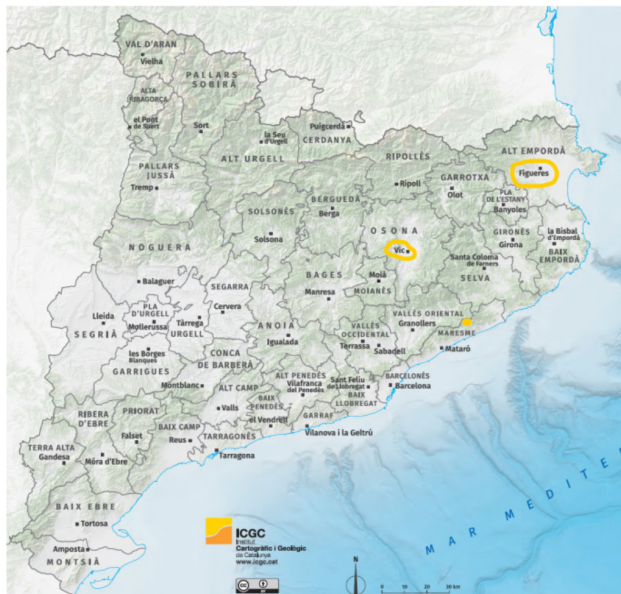 VAL D'ARAN
Vielha
PALLARS
SOBIRÀ
ALTA
RIBAGORÇA
el Pont
de Suert
Sort
la Seu
d'Urgell
Puigcerdà
CERDANYA
ALT URGELL
RIPOLLÈS
Ripoll
GARROTXA
Olot
ALT EMPORDÀ
Figueres
PLA
DE L'ESTANY
Banyoles
PALLARS
JUSSÀ
Tremp
BERGUEDÀ
Berga
SOLSONÈS
Solsona
OSONA
Vic
GIRONÈS
Girona
la Bisbal
d'Empordà
BAIX
EMPORDÀ
Santa Coloma
de Farners
SELVA
NOGUERA
Balaguer
BAGES
Manresa
Moià
MOIANÈS
SEGARRA
Cervera
PLA
D'URGELL
Mollerussa
Lleida
SEGRIÀ
Tàrrega
URGELL
ANOIA
Igualada
VALLÈS ORIENTAL
Granollers
MARESME
Mataró
VALLÈS
OCCIDENTAL
Terrassa
Sabadell
les Borges
Blanques
GARRIGUES
CONCA
DE BARBERÀ
Montblanc
ALT CAMP
Valls
ALT PENEDÈS
Vilafranca
del Penedès
Sant Feliu
de Llobregat
BAIX
LLOBREGAT
BARCELONÈS
Barcelona
BAIX
PENEDÈS
el Vendrell
GARRAF
Vilanova i la Geltrú
RIBERA
D'EBRE
PRIORAT
Falset
BAIX CAMP
Reus
TARRAGONÈS
Tarragona
TERRA ALTA
Gandesa
Móra d'Ebre
BAIX EBRE
Tortosa
Amposta
MONTSIÀ
MAR MEDITER
ICGC
Institut
Cartogràfic i Geològic
de Catalunya
www.icgc.cat
cc
BY
N
0 10 20 30 km